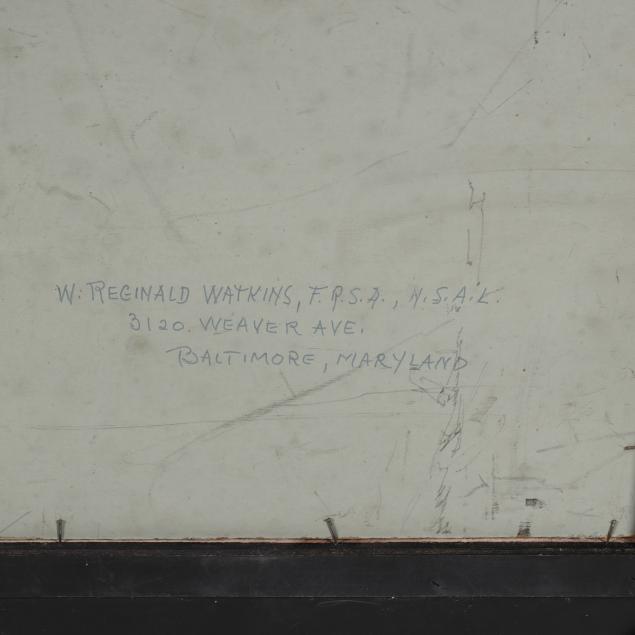 W. REGINALD WATKINS, F.R.S.A., N.S.A.L.
3120. WEAVER AVE.
BALTIMORE, MARYLAND